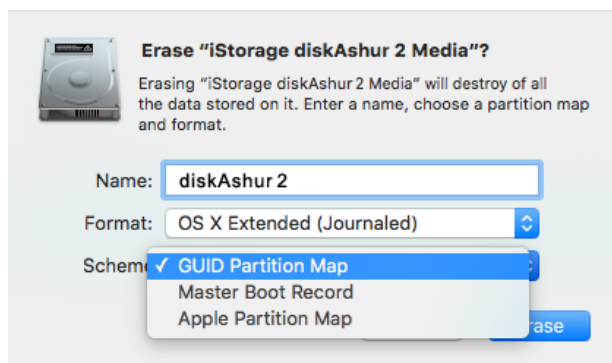 Erase “iStorage diskAshur 2 Media”?
Erasing “iStorage diskAshur 2 Media” will destroy of all
the data stored on it. Enter a name, choose a partition map
and format.
Name: diskAshur 2
Format: OS X Extended (Journaled)
Scheme ✓ GUID Partition Map
Master Boot Record
Apple Partition Map
rase